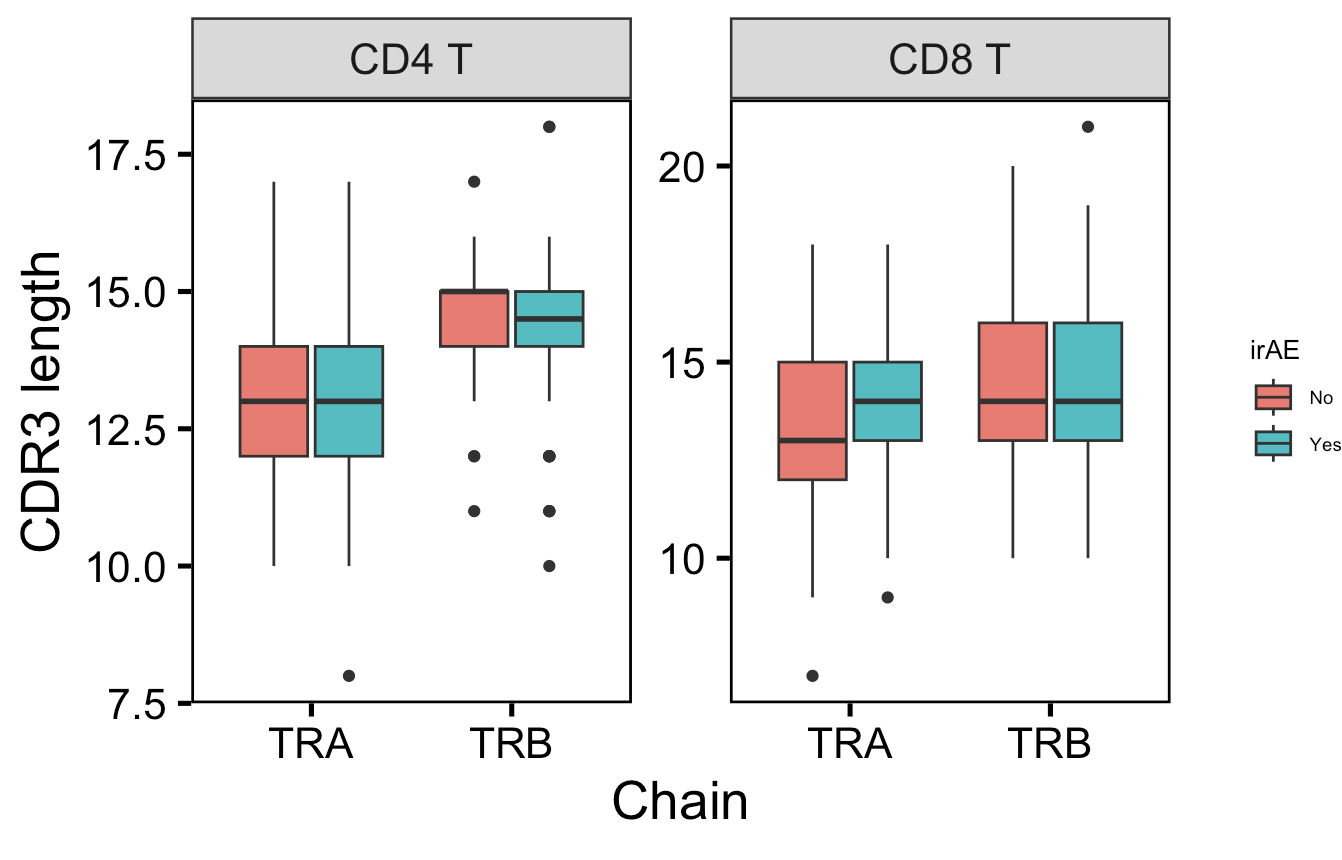 CD4 T
CD8 T
CDR3 length
17.5
15.0
12.5
10.0
7.5
20
15
10
TRA
TRB
TRA
TRB
Chain
irAE
No
Yes